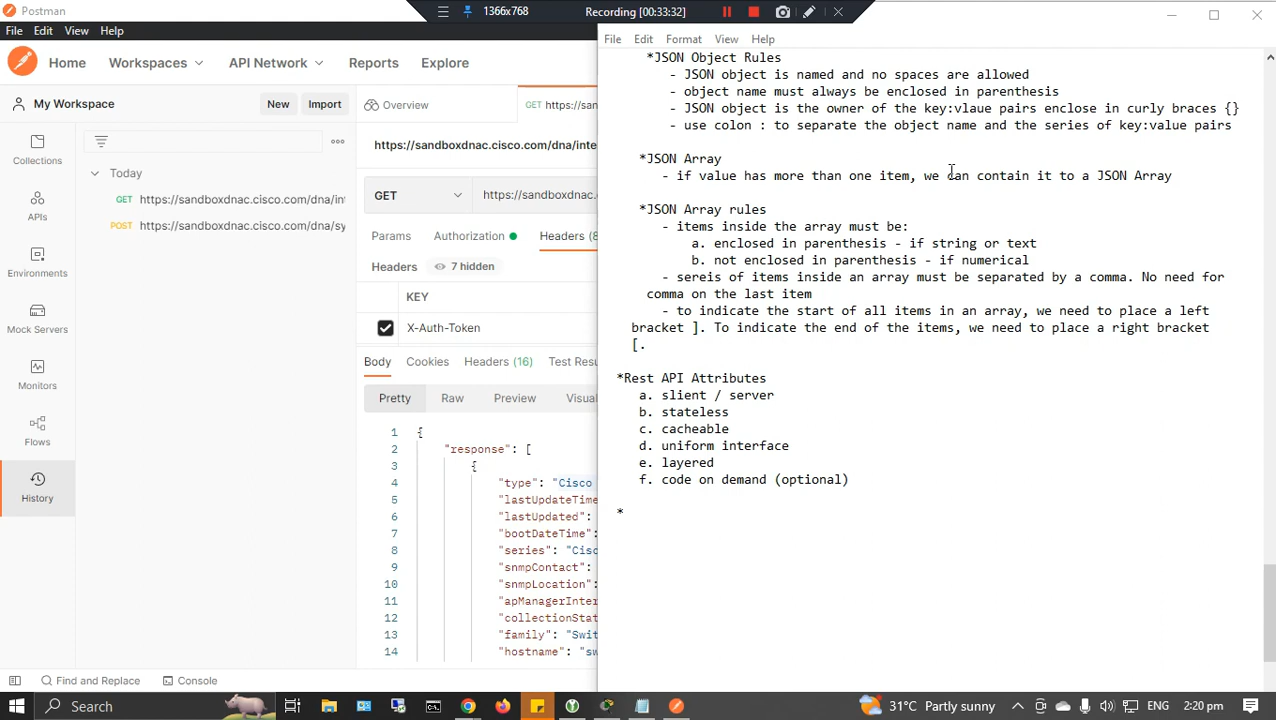 Postman
1366x768
Recording [00:33:32]
File Edit View Help
File Edit Format View Help
Home
Workspaces
API Network
Reports
Explore
My Workspace
New
Import
Overview
GET https://san
Collections
APIs
Environments
Mock Servers
Monitors
Flows
History
Today
GET https://sandboxdnac.cisco.com/dna/int
POST https://sandboxdnac.cisco.com/dna/sy
https://sandboxdnac.cisco.com/dna/inte
GET
https://sandboxdnac.
Params
Authorization
Headers (8
Headers
7 hidden
KEY
X-Auth-Token
Body
Cookies
Headers (16)
Test Resu
Pretty
Raw
Preview
Visual
1 {
2 "response": [
3 {
4 "type": "Cisco
5 "lastUpdateTime
6 "lastUpdated":
7 "bootDateTime":
8 "series": "Cisc
9 "snmpContact":
10 "snmpLocation":
11 "apManagerInter
12 "collectionStat
13 "family": "Swit
14 "hostname": "sw
*JSON Object Rules
- JSON object is named and no spaces are allowed
- object name must always be enclosed in parenthesis
- JSON object is the owner of the key:vlaue pairs enclose in curly braces {}
- use colon : to separate the object name and the series of key:value pairs
*JSON Array
- if value has more than one item, we can contain it to a JSON Array
*JSON Array rules
- items inside the array must be:
a. enclosed in parenthesis - if string or text
b. not enclosed in parenthesis - if numerical
- sereis of items inside an array must be separated by a comma. No need for
comma on the last item
- to indicate the start of all items in an array, we need to place a left
bracket ]. To indicate the end of the items, we need to place a right bracket
[.
*Rest API Attributes
a. slient / server
b. stateless
c. cacheable
d. uniform interface
e. layered
f. code on demand (optional)
*
Find and Replace
Console
Search
31°C Partly sunny
ENG
2:20 pm